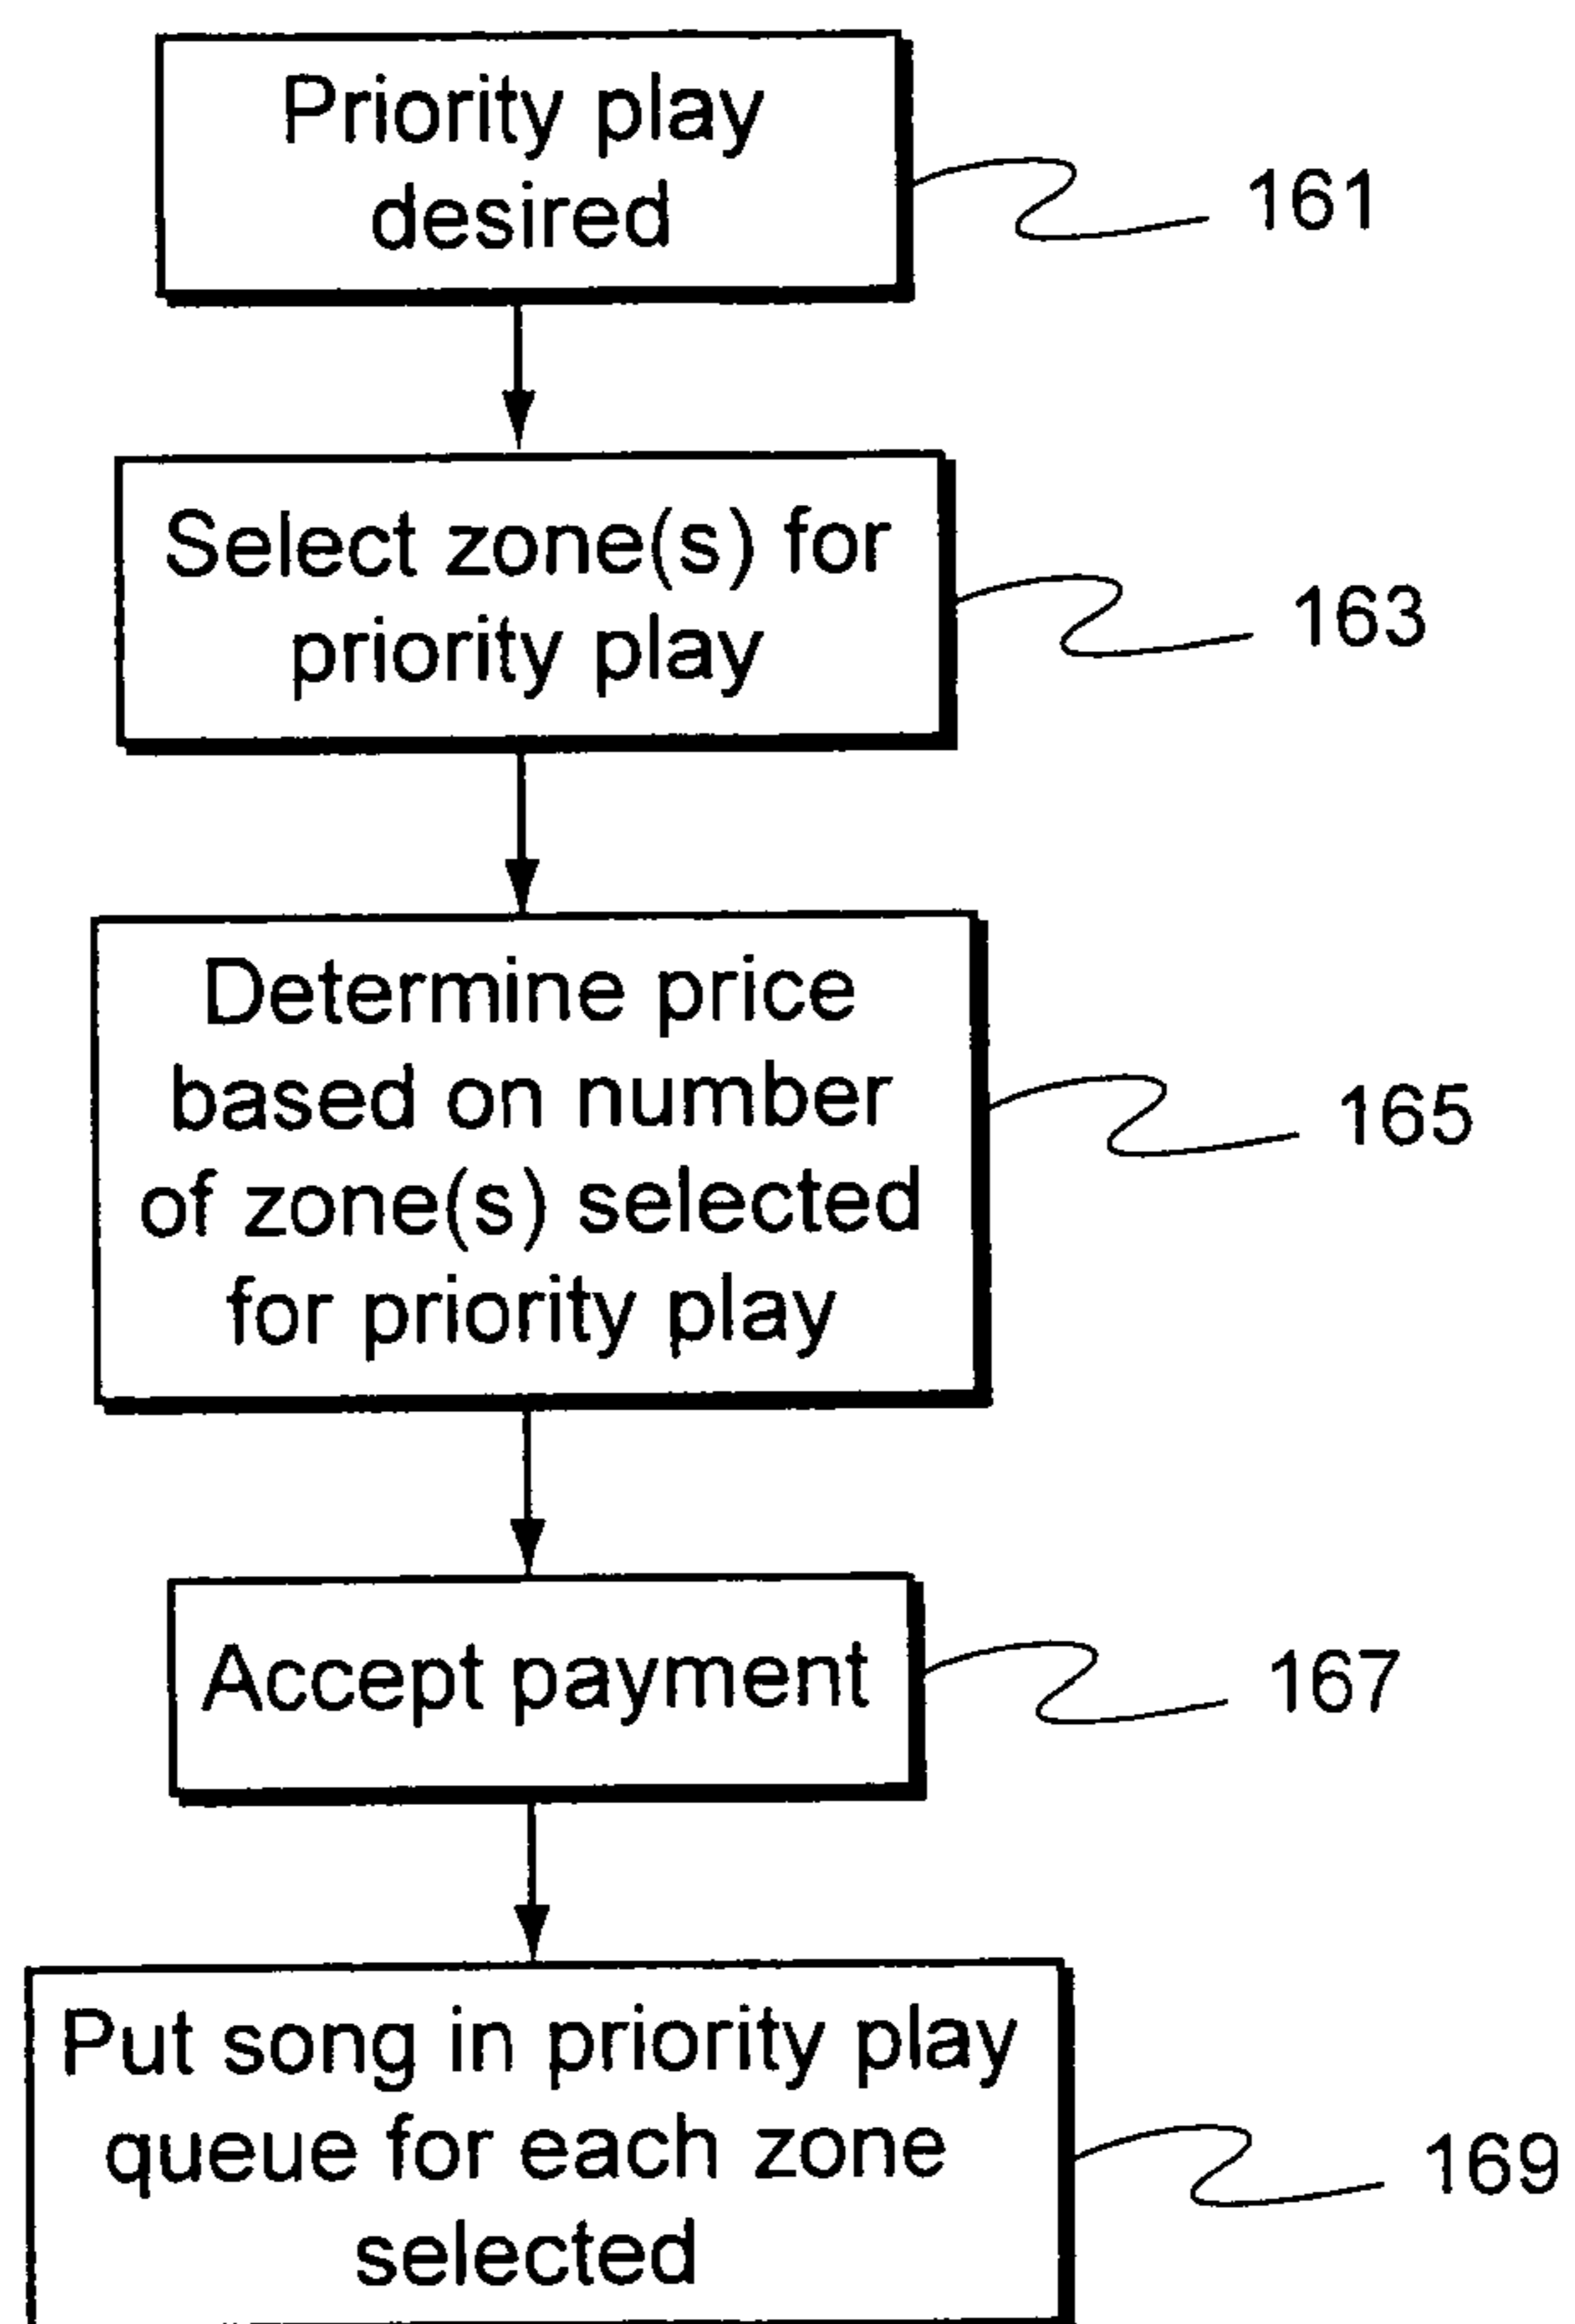 Priority play
desired
161
Select zone(s) for
priority play
163
Determine price
based on number
of zone(s) selected
for priority play
165
Accept payment
167
Put song in priority play
queue for each zone
selected
169